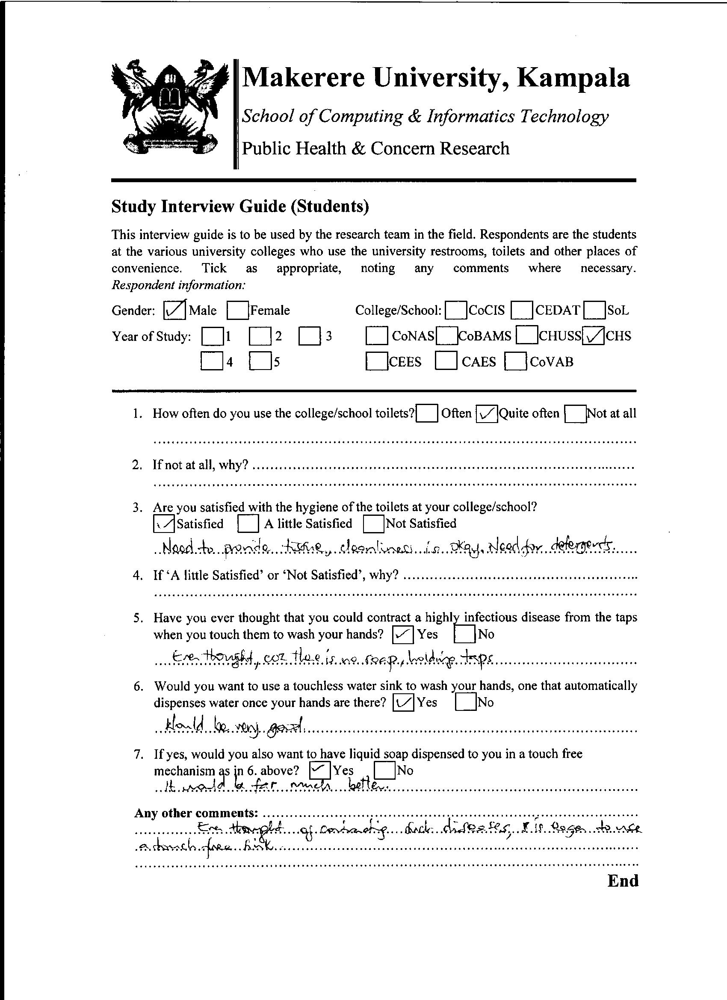 Makerere University, Kampala
School of Computing & Informatics Technology
Public Health & Concern Research
Study Interview Guide (Students)
This interview guide is to be used by the research team in the field. Respondents are the students
at the various university colleges who use the university restrooms, toilets and other places of
convenience. Tick as appropriate, noting any comments where necessary.
Respondent information:
Gender: Male Female College/School: CoCIS CEDAT SoL
Year of Study: 1 2 3 CoNAS CoBAMS CHUSS CHS
4 5 CEES CAES CoVAB
1. How often do you use the college/school toilets? Often Quite often Not at all
2. If not at all, why?
3. Are you satisfied with the hygiene of the toilets at your college/school?
Satisfied A little Satisfied Not Satisfied
Need to provide tissue, cleanliness is okay. Need for detergents.
4. If ‘A little Satisfied’ or ‘Not Satisfied’, why?
5. Have you ever thought that you could contract a highly infectious disease from the taps
when you touch them to wash your hands? Yes No
Ever thought, coz there is no soap, holding taps
6. Would you want to use a touchless water sink to wash your hands, one that automatically
dispenses water once your hands are there? Yes No
Would be very good.
7. If yes, would you also want to have liquid soap dispensed to you in a touch free
mechanism as in 6. above? Yes No
It would be far much better.
Any other comments:
Ever thought of contracting such diseases, & is eager to use
a touch free sink
End